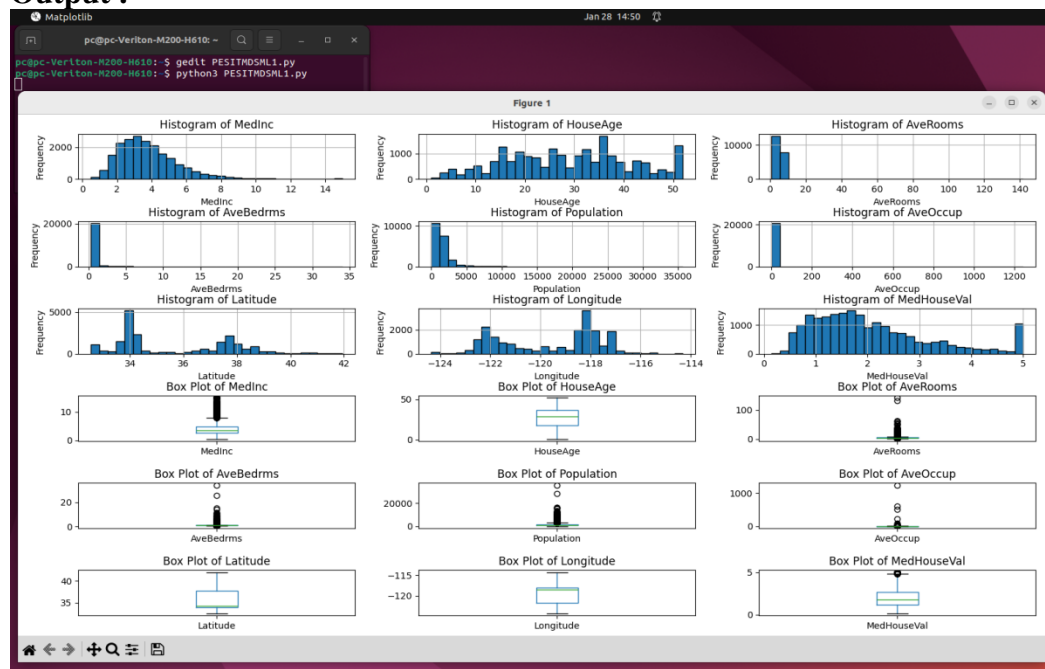 Output :
Matplotlib
Jan 28 14:50
pc@pc-Veriton-M200-H610: ~
pc@pc-Veriton-M200-H610:~$ gedit PESITMDSML1.py
pc@pc-Veriton-M200-H610:~$ python3 PESITMDSML1.py
Figure 1
Histogram of MedInc
Frequency
2000
0
0 2 4 6 8 10 12 14
MedInc
Histogram of HouseAge
Frequency
1000
0
0 10 20 30 40 50
HouseAge
Histogram of AveRooms
Frequency
10000
0
0 20 40 60 80 100 120 140
AveRooms
Histogram of AveBedrms
Frequency
20000
0
0 5 10 15 20 25 30 35
AveBedrms
Histogram of Population
Frequency
10000
0
0 5000 10000 15000 20000 25000 30000 35000
Population
Histogram of AveOccup
Frequency
20000
0
0 200 400 600 800 1000 1200
AveOccup
Histogram of Latitude
Frequency
5000
0
34 36 38 40 42
Latitude
Histogram of Longitude
Frequency
2000
0
−124 −122 −120 −118 −116 −114
Longitude
Histogram of MedHouseVal
Frequency
1000
0
0 1 2 3 4 5
MedHouseVal
Box Plot of MedInc
10
0
MedInc
Box Plot of HouseAge
50
0
HouseAge
Box Plot of AveRooms
100
0
AveRooms
Box Plot of AveBedrms
20
0
AveBedrms
Box Plot of Population
20000
0
Population
Box Plot of AveOccup
1000
0
AveOccup
Box Plot of Latitude
40
35
Latitude
Box Plot of Longitude
−115
−120
Longitude
Box Plot of MedHouseVal
5
0
MedHouseVal